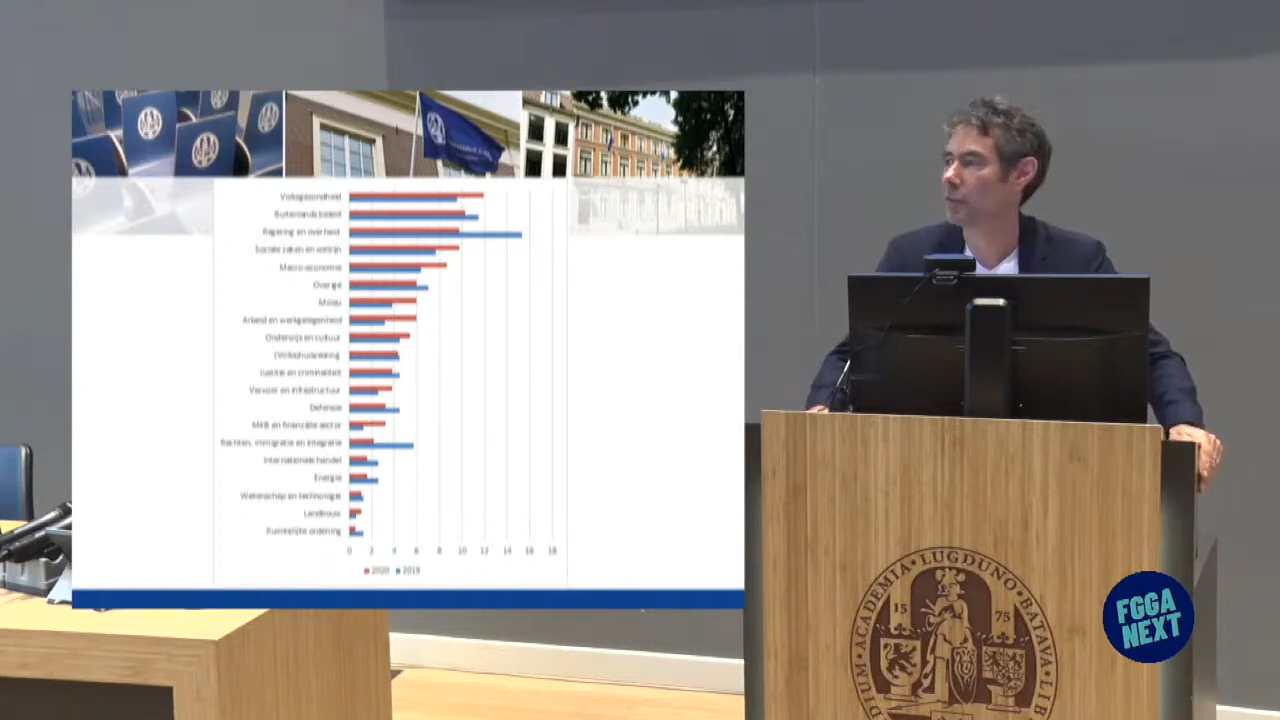 Volksgezondheid
Buitenlands beleid
Regering en overheid
Sociale zaken en welzijn
Macro-economie
Overige
Milieu
Arbeid en werkgelegenheid
Onderwijs en cultuur
(Volks)huisvesting
Justitie en criminaliteit
Vervoer en infrastructuur
Defensie
MKB en financiële sector
Rechten, immigratie en integratie
Internationale handel
Energie
Wetenschap en technologie
Landbouw
Ruimtelijke ordening
0 2 4 6 8 10 12 14 16 18
2020 2019
ACADEMIA · LUGDUNO · BATAVA · LIB
15 75
FGGA
NEXT